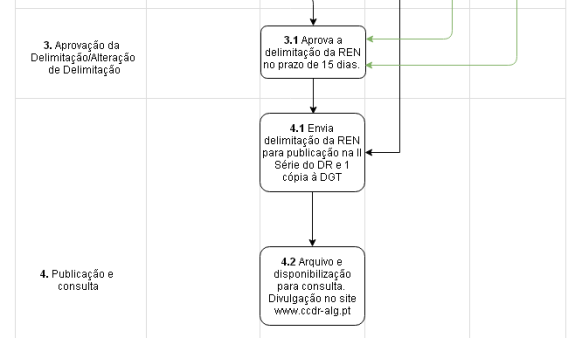 3. Aprovação da
Delimitação/Alteração
de Delimitação
3.1 Aprova a
delimitação da REN
no prazo de 15 dias.
4.1 Envia
delimitação da REN
para publicação na II
Série do DR e 1
cópia à DGT
4. Publicação e
consulta
4.2 Arquivo e
disponibilização
para consulta.
Divulgação no site
www.ccdr-alg.pt